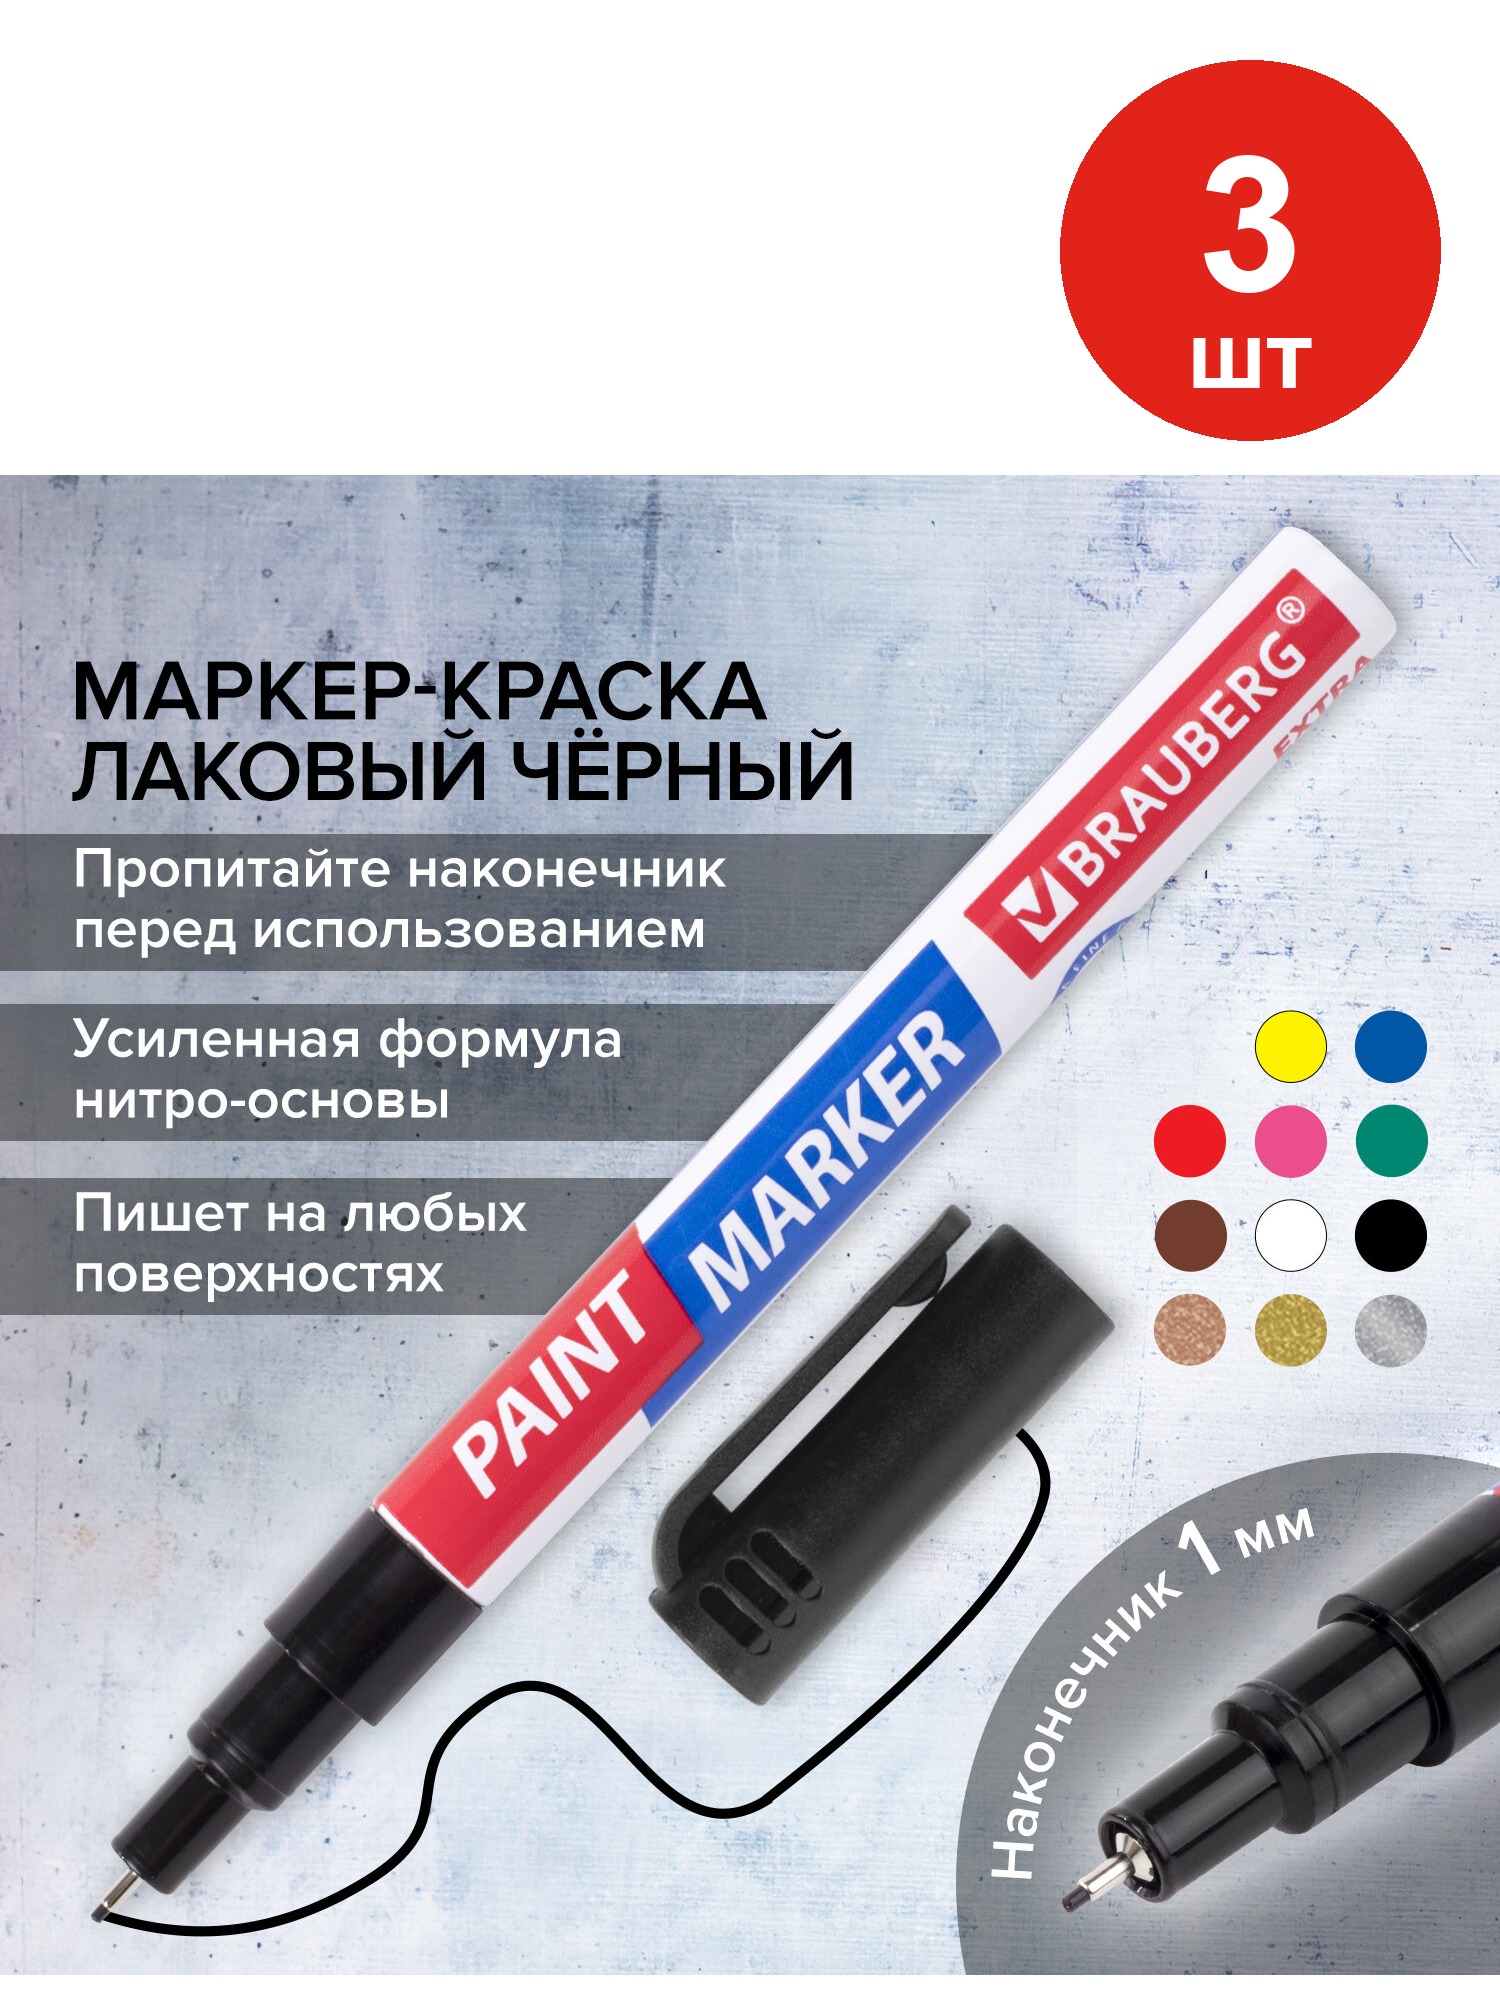 3
шт
МАРКЕР-КРАСКА
ЛАКОВЫЙ ЧЁРНЫЙ
Пропитайте наконечник
перед использованием
Усиленная формула
нитро-основы
Пишет на любых
поверхностях
BRAUBERG®
EXTRA
FINE
MARKER
PAINT
Наконечник 1 мм